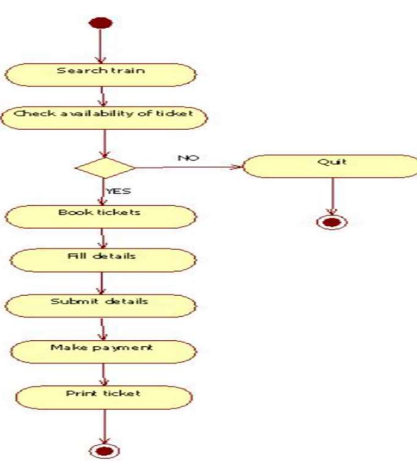 Search train
Check availability of ticket
NO
Quit
YES
Book tickets
Fill details
Submit details
Make payment
Print ticket